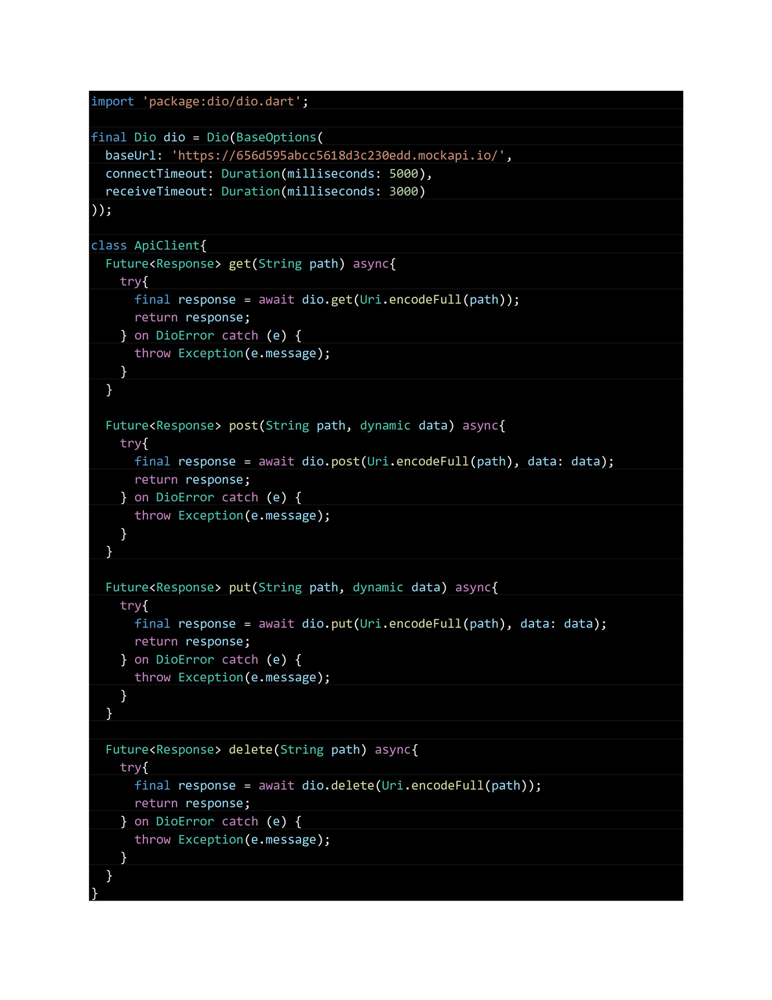 import 'package:dio/dio.dart';
final Dio dio = Dio(BaseOptions(
  baseUrl: 'https://656d595abcc5618d3c230edd.mockapi.io/',
  connectTimeout: Duration(milliseconds: 5000),
  receiveTimeout: Duration(milliseconds: 3000)
));
class ApiClient{
  Future<Response> get(String path) async{
    try{
      final response = await dio.get(Uri.encodeFull(path));
      return response;
    } on DioError catch (e) {
      throw Exception(e.message);
    }
  }
  Future<Response> post(String path, dynamic data) async{
    try{
      final response = await dio.post(Uri.encodeFull(path), data: data);
      return response;
    } on DioError catch (e) {
      throw Exception(e.message);
    }
  }
  Future<Response> put(String path, dynamic data) async{
    try{
      final response = await dio.put(Uri.encodeFull(path), data: data);
      return response;
    } on DioError catch (e) {
      throw Exception(e.message);
    }
  }
  Future<Response> delete(String path) async{
    try{
      final response = await dio.delete(Uri.encodeFull(path));
      return response;
    } on DioError catch (e) {
      throw Exception(e.message);
    }
  }
}